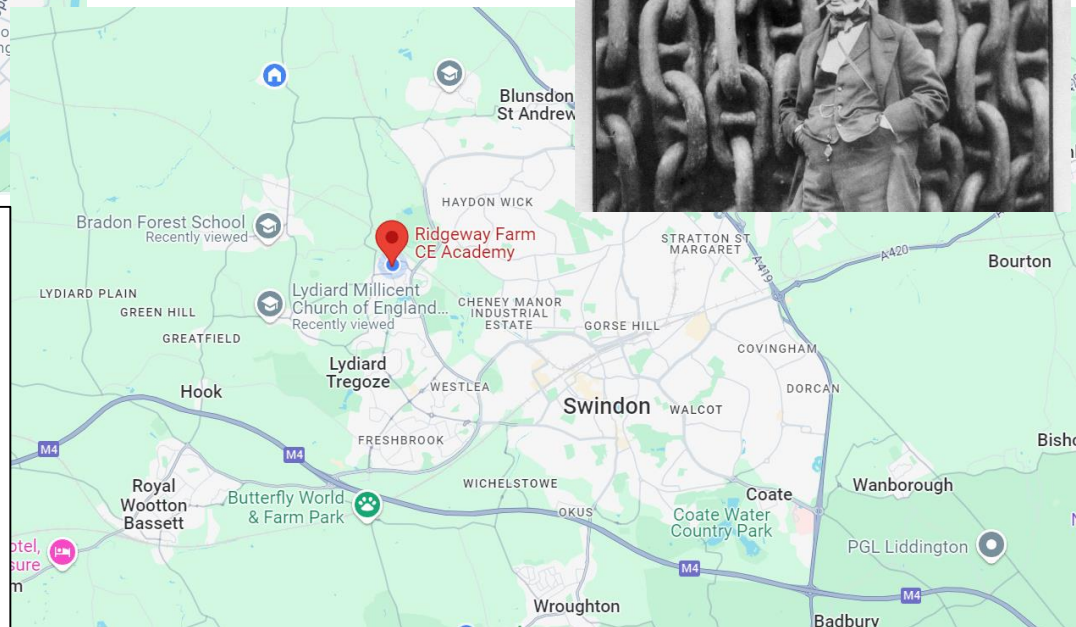 Blunsdon
St Andrew
HAYDON WICK
Bradon Forest School
Recently viewed
Ridgeway Farm
CE Academy
STRATTON ST
MARGARET
A419
A420
Bourton
LYDIARD PLAIN
GREEN HILL
Lydiard Millicent
Church of England...
Recently viewed
CHENEY MANOR
INDUSTRIAL
ESTATE
GORSE HILL
GREATFIELD
COVINGHAM
Lydiard
Tregoze
WESTLEA
DORCAN
Hook
Swindon
WALCOT
FRESHBROOK
M4
M4
Royal
Wootton
Bassett
Butterfly World
& Farm Park
WICHELSTOWE
OKUS
Coate
Coate Water
Country Park
Wanborough
PGL Liddington
M4
M4
Wroughton
Badbury